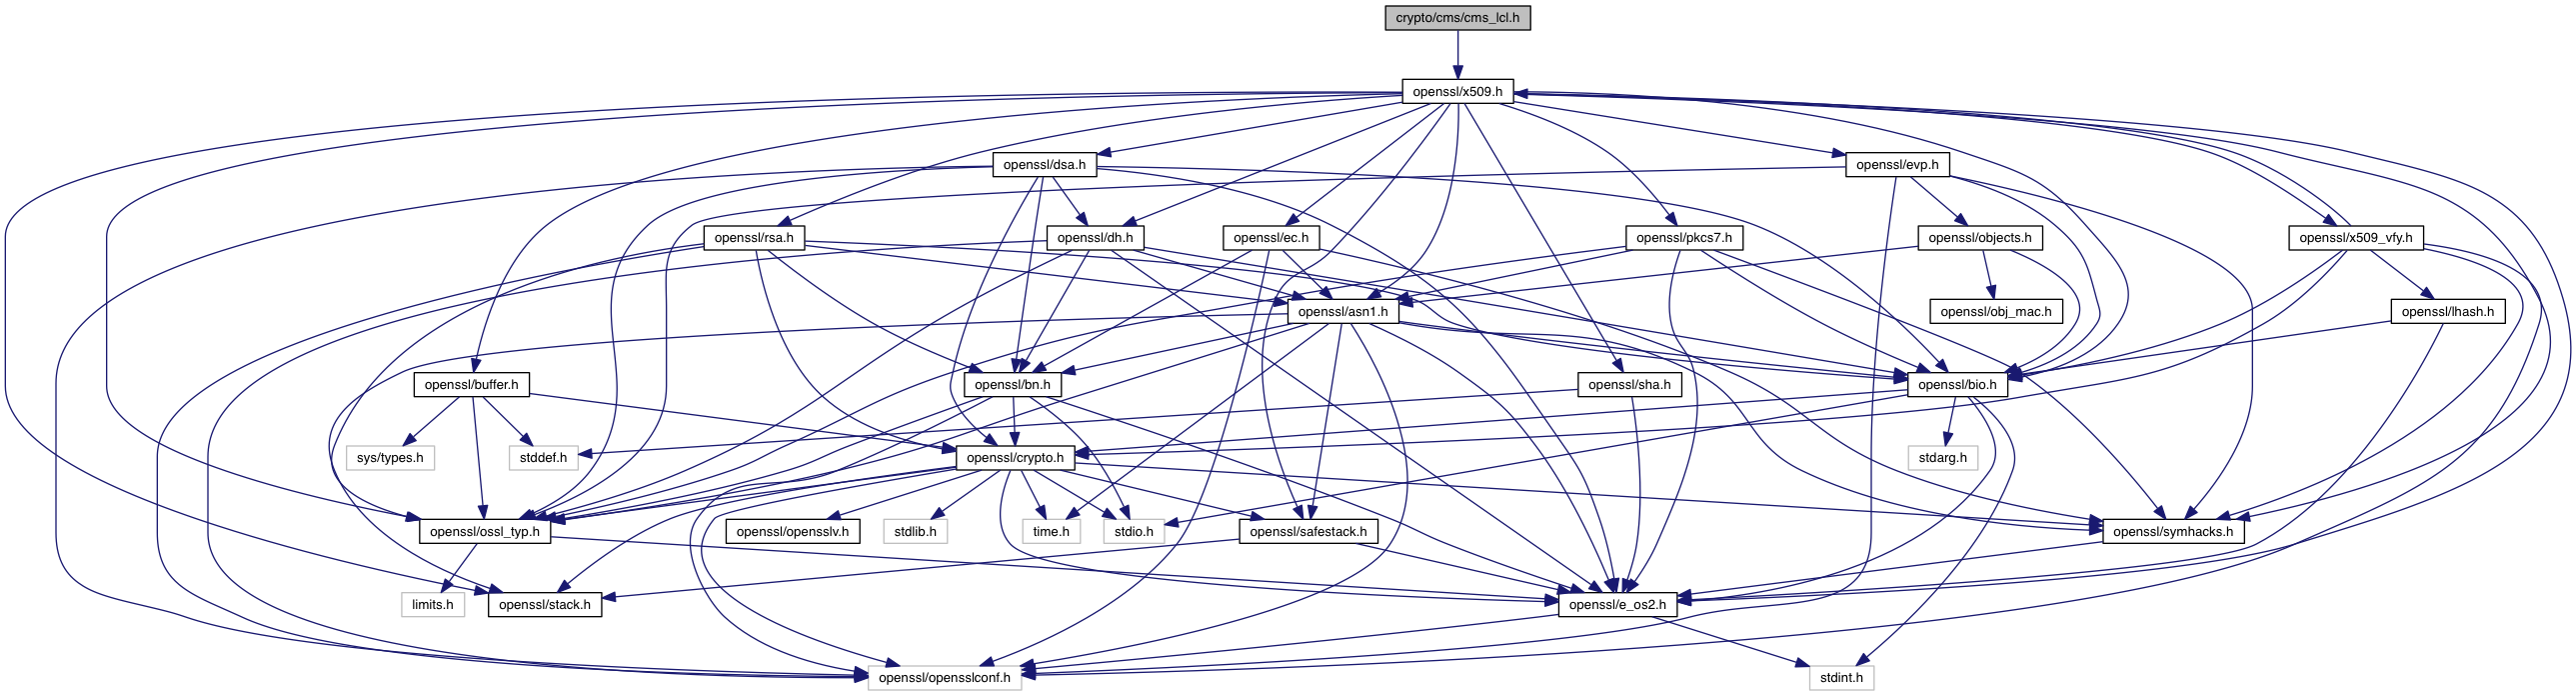 crypto/cms/cms_lcl.h
openssl/x509.h
openssl/dsa.h
openssl/evp.h
openssl/rsa.h
openssl/dh.h
openssl/ec.h
openssl/pkcs7.h
openssl/objects.h
openssl/x509_vfy.h
openssl/asn1.h
openssl/obj_mac.h
openssl/lhash.h
openssl/buffer.h
openssl/bn.h
openssl/sha.h
openssl/bio.h
sys/types.h
stddef.h
openssl/crypto.h
stdarg.h
openssl/ossl_typ.h
openssl/opensslv.h
stdlib.h
time.h
stdio.h
openssl/safestack.h
openssl/symhacks.h
limits.h
openssl/stack.h
openssl/e_os2.h
openssl/opensslconf.h
stdint.h